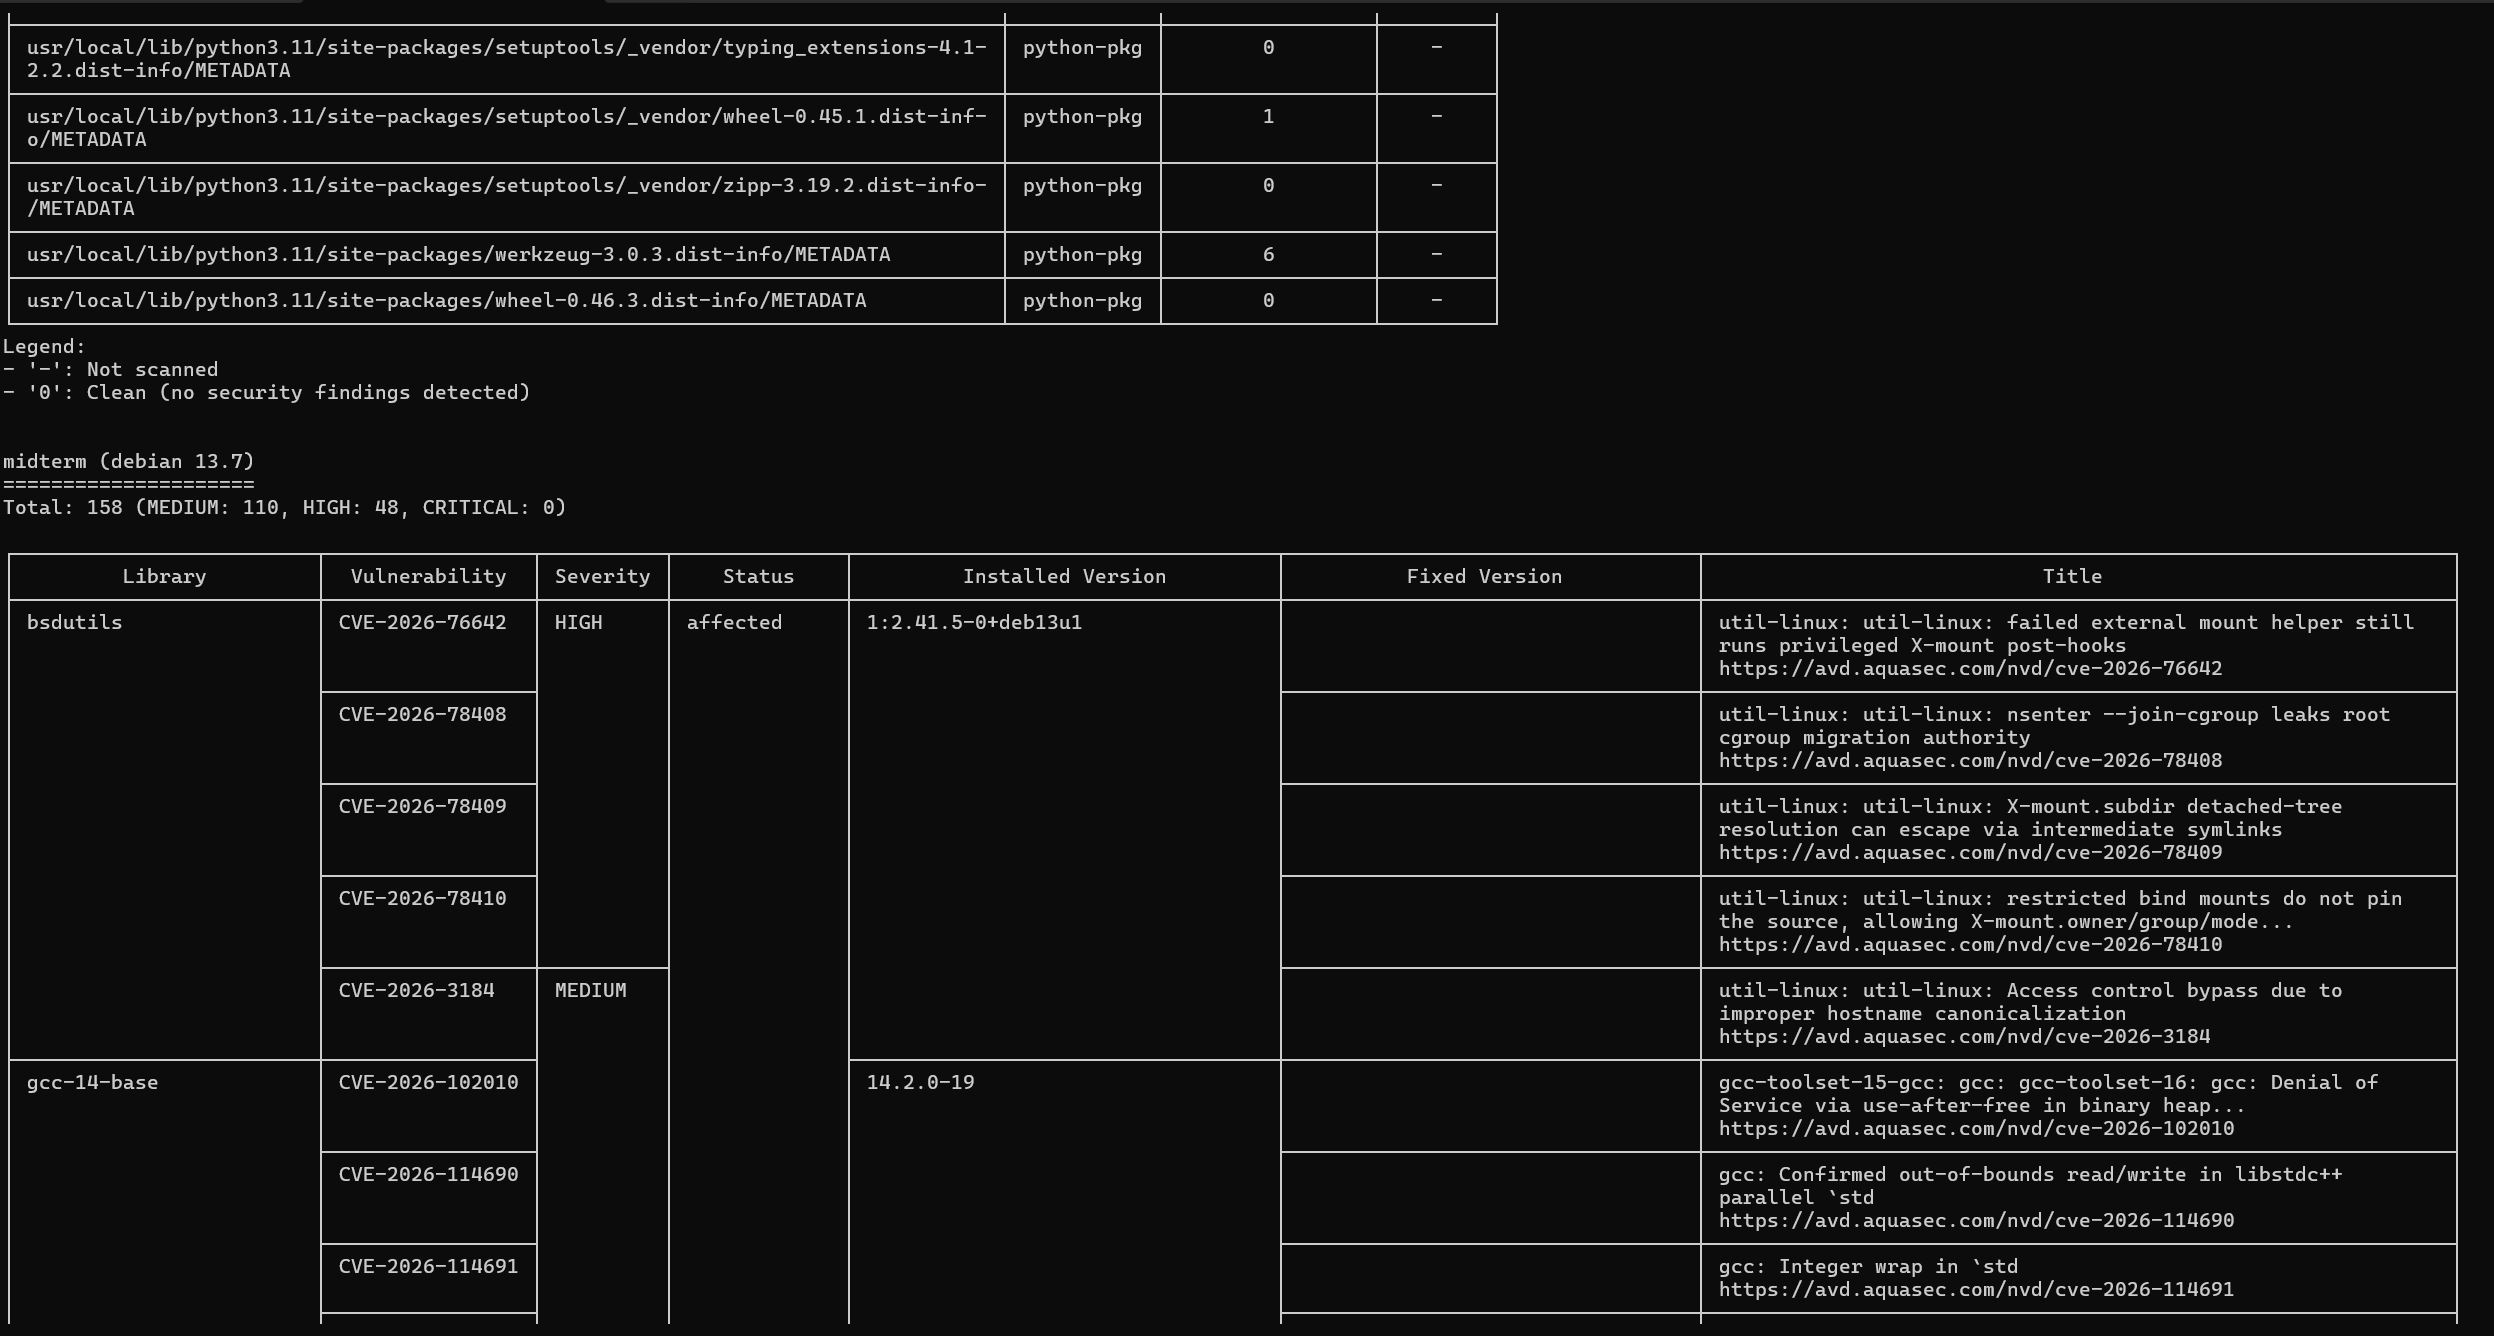 usr/local/lib/python3.11/site-packages/setuptools/_vendor/typing_extensions-4.1- python-pkg 0 -
2.2.dist-info/METADATA
usr/local/lib/python3.11/site-packages/setuptools/_vendor/wheel-0.45.1.dist-inf- python-pkg 1 -
o/METADATA
usr/local/lib/python3.11/site-packages/setuptools/_vendor/zipp-3.19.2.dist-info- python-pkg 0 -
/METADATA
usr/local/lib/python3.11/site-packages/werkzeug-3.0.3.dist-info/METADATA python-pkg 6 -
usr/local/lib/python3.11/site-packages/wheel-0.46.3.dist-info/METADATA python-pkg 0 -
Legend:
- '-': Not scanned
- '0': Clean (no security findings detected)
midterm (debian 13.7)
=====================
Total: 158 (MEDIUM: 110, HIGH: 48, CRITICAL: 0)
Library Vulnerability Severity Status Installed Version Fixed Version Title
bsdutils CVE-2026-76642 HIGH affected 1:2.41.5-0+deb13u1 util-linux: util-linux: failed external mount helper still
runs privileged X-mount post-hooks
https://avd.aquasec.com/nvd/cve-2026-76642
CVE-2026-78408 util-linux: util-linux: nsenter --join-cgroup leaks root
cgroup migration authority
https://avd.aquasec.com/nvd/cve-2026-78408
CVE-2026-78409 util-linux: util-linux: X-mount.subdir detached-tree
resolution can escape via intermediate symlinks
https://avd.aquasec.com/nvd/cve-2026-78409
CVE-2026-78410 util-linux: util-linux: restricted bind mounts do not pin
the source, allowing X-mount.owner/group/mode...
https://avd.aquasec.com/nvd/cve-2026-78410
CVE-2026-3184 MEDIUM util-linux: util-linux: Access control bypass due to
improper hostname canonicalization
https://avd.aquasec.com/nvd/cve-2026-3184
gcc-14-base CVE-2026-102010 14.2.0-19 gcc-toolset-15-gcc: gcc: gcc-toolset-16: gcc: Denial of
Service via use-after-free in binary heap...
https://avd.aquasec.com/nvd/cve-2026-102010
CVE-2026-114690 gcc: Confirmed out-of-bounds read/write in libstdc++
parallel `std
https://avd.aquasec.com/nvd/cve-2026-114690
CVE-2026-114691 gcc: Integer wrap in `std
https://avd.aquasec.com/nvd/cve-2026-114691